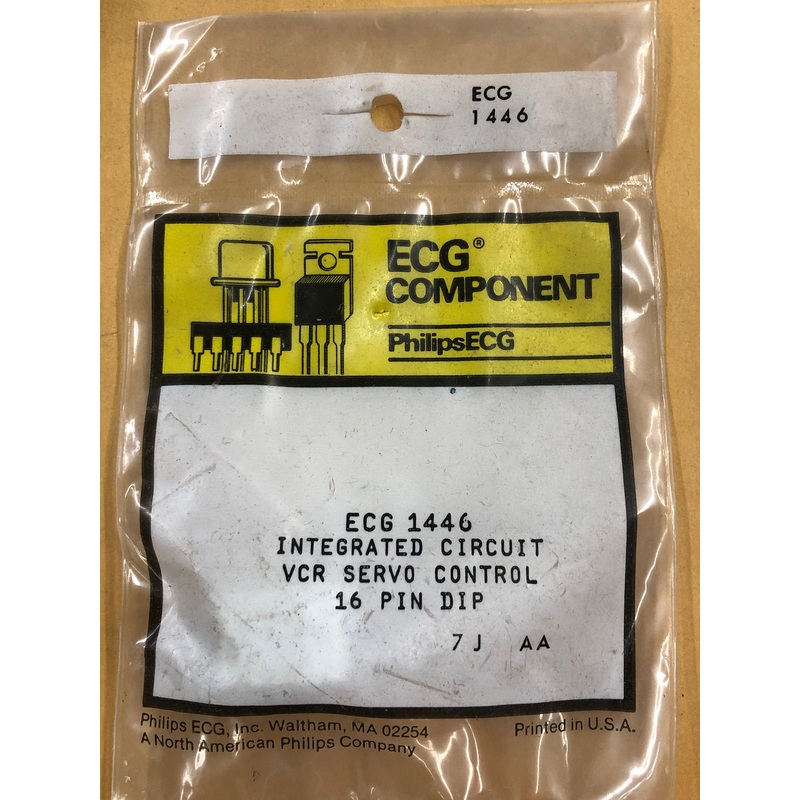 ECG
1446
ECG®
COMPONENT
PhilipsECG
ECG 1446
INTEGRATED CIRCUIT
VCR SERVO CONTROL
16 PIN DIP
7J AA
Philips ECG, Inc. Waltham, MA 02254
Printed in U.S.A.
A North American Philips Company